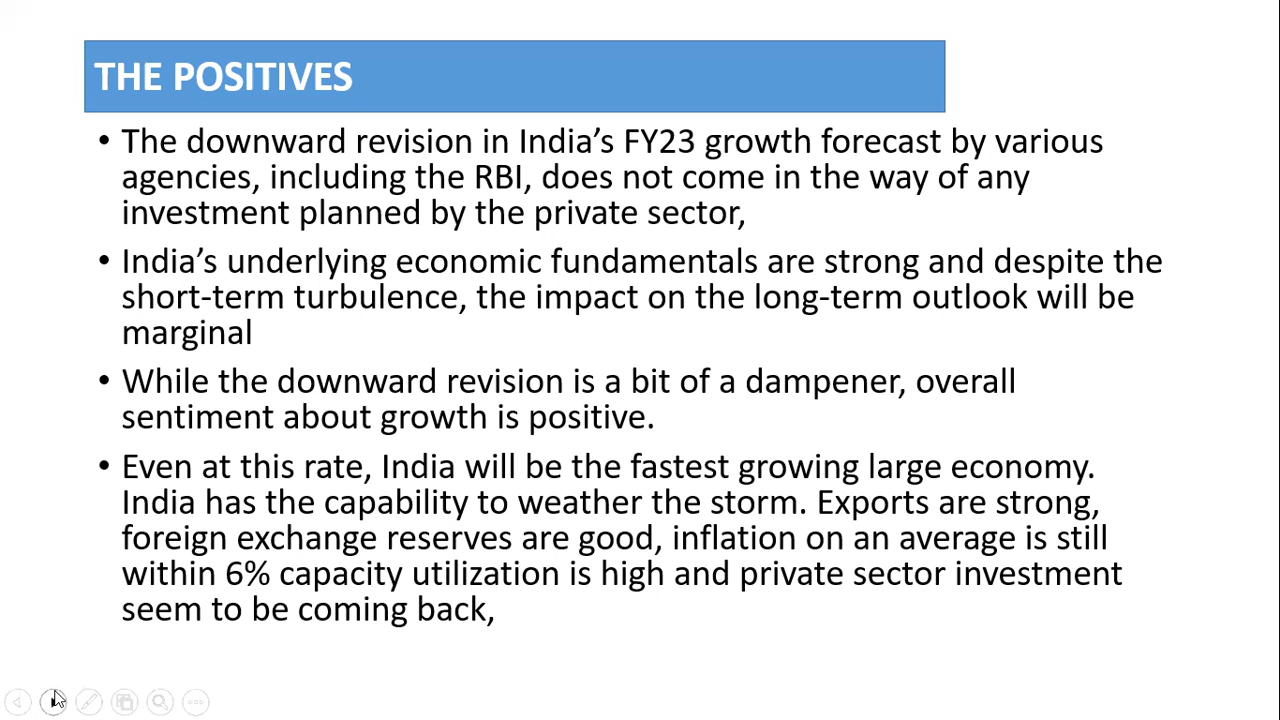 THE POSITIVES
• The downward revision in India’s FY23 growth forecast by various
agencies, including the RBI, does not come in the way of any
investment planned by the private sector,
• India’s underlying economic fundamentals are strong and despite the
short-term turbulence, the impact on the long-term outlook will be
marginal
• While the downward revision is a bit of a dampener, overall
sentiment about growth is positive.
• Even at this rate, India will be the fastest growing large economy.
India has the capability to weather the storm. Exports are strong,
foreign exchange reserves are good, inflation on an average is still
within 6% capacity utilization is high and private sector investment
seem to be coming back,